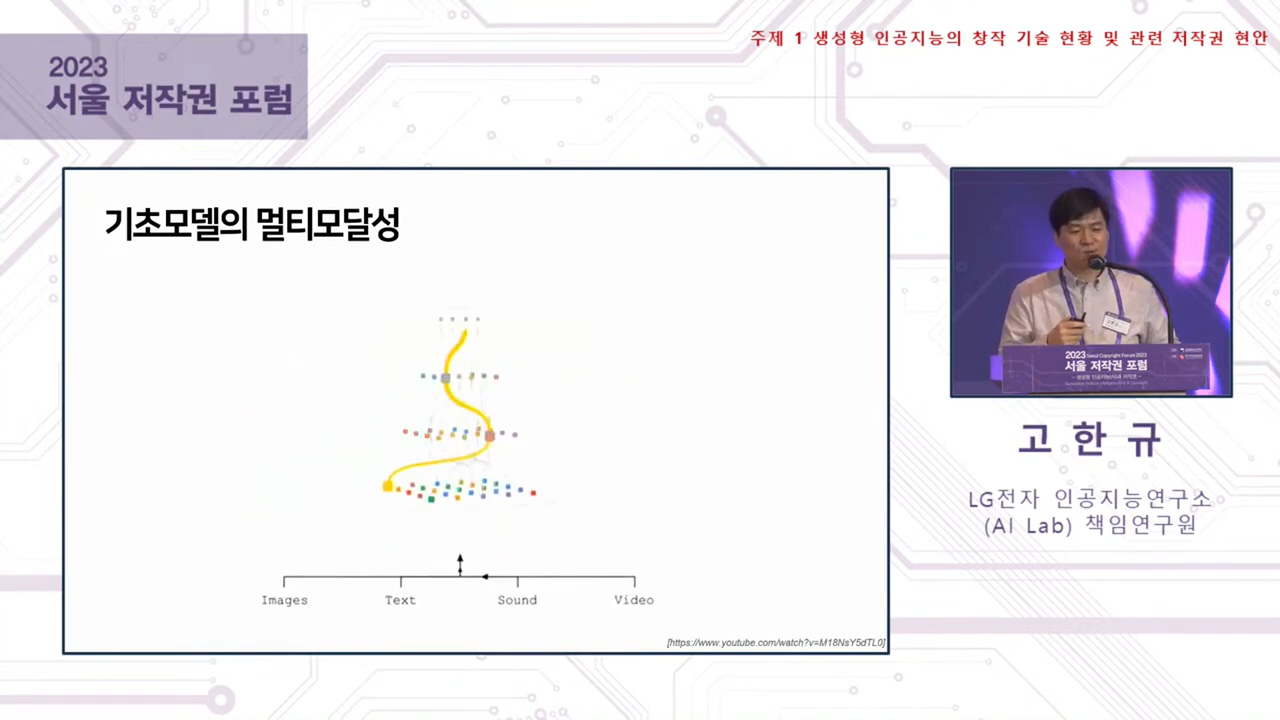 주제 1 생성형 인공지능의 창작 기술 현황 및 관련 저작권 현안
2023
서울 저작권 포럼
기초모델의 멀티모달성
Images Text Sound Video
[https://www.youtube.com/watch?v=M18NsY5dTL0]
2023 Seoul Copyright Forum 2023
서울 저작권 포럼
고한규
LG전자 인공지능연구소
(AI Lab) 책임연구원